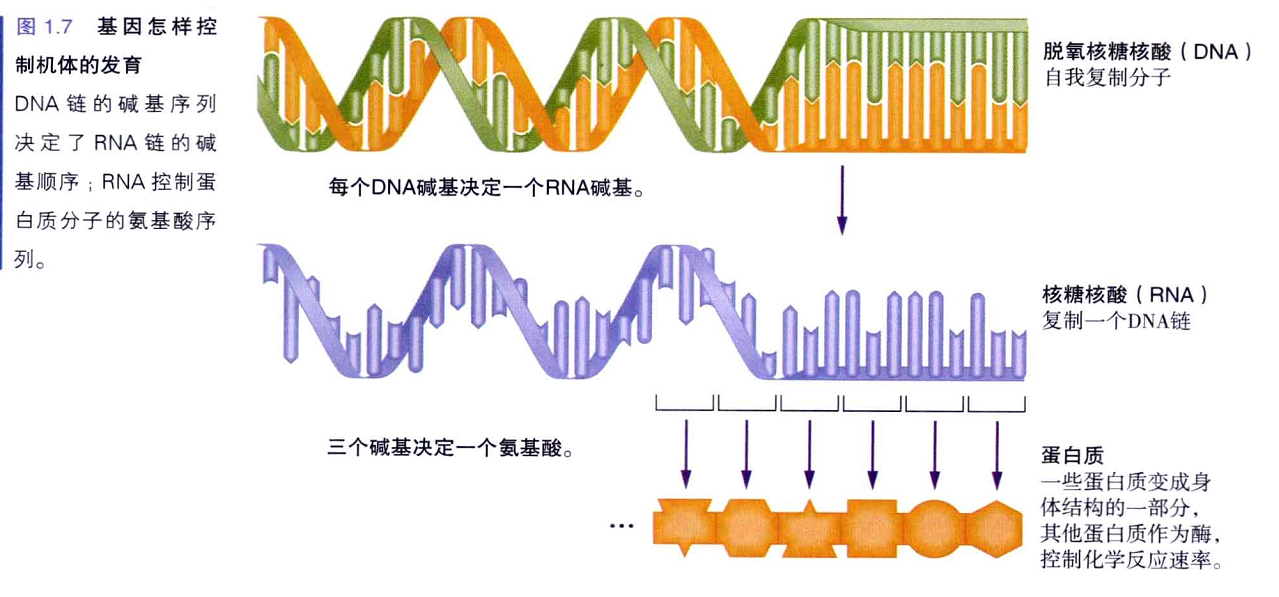 图 1.7 基因怎样控
制机体的发育
DNA 链的碱基序列
决定了 RNA 链的碱
基顺序；RNA 控制蛋
白质分子的氨基酸序
列。
脱氧核糖核酸（DNA）
自我复制分子
每个DNA碱基决定一个RNA碱基。
核糖核酸（RNA）
复制一个DNA链
三个碱基决定一个氨基酸。
蛋白质
一些蛋白质变成身
体结构的一部分，
其他蛋白质作为酶，
控制化学反应速率。
…